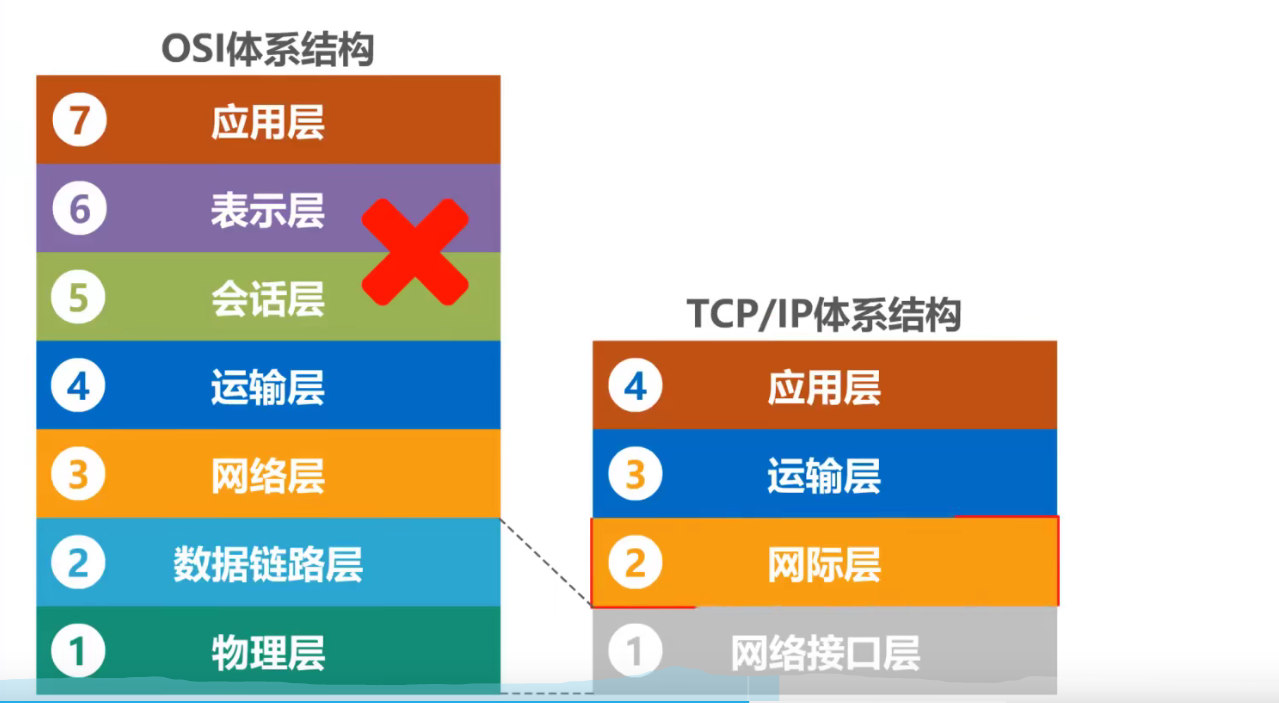 OSI体系结构
7 应用层
6 表示层
5 会话层
4 运输层
3 网络层
2 数据链路层
1 物理层
TCP/IP体系结构
4 应用层
3 运输层
2 网际层
1 网络接口层